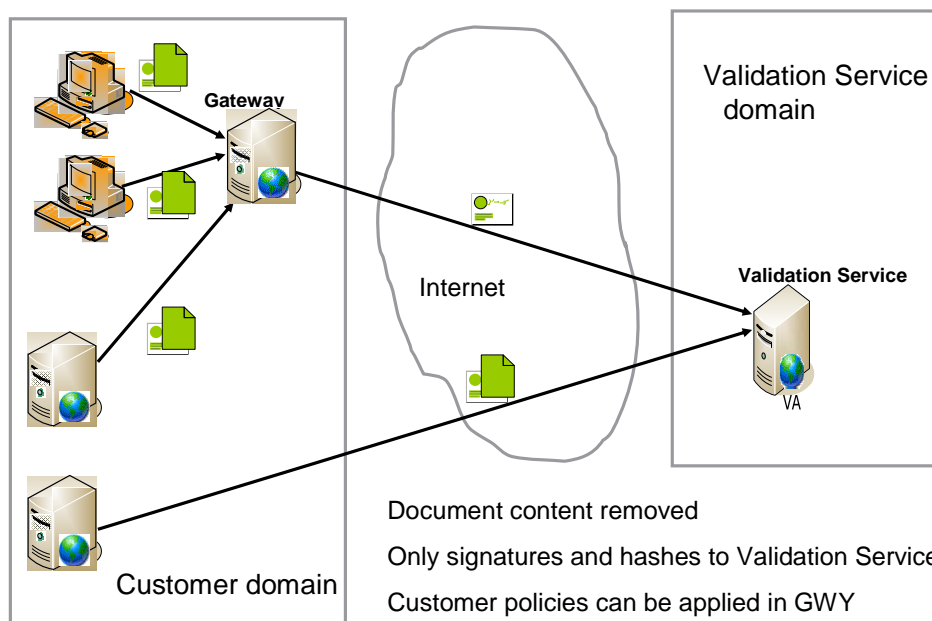 Gateway
Validation Service
domain
Internet
Validation Service
VA
Customer domain
Document content removed
Only signatures and hashes to Validation Service
Customer policies can be applied in GWY